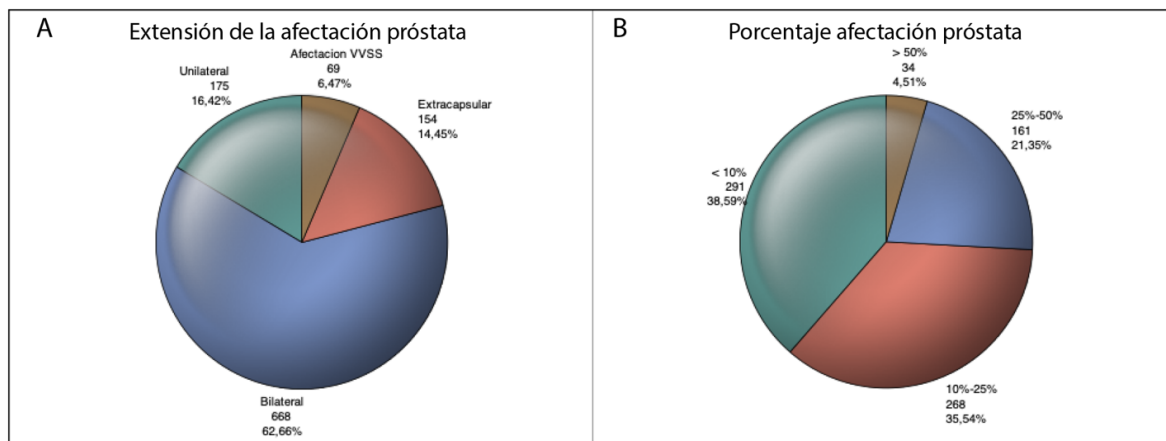 A
Extensión de la afectación próstata
Afectacion VVSS
69
6,47%
Unilateral
175
16,42%
Extracapsular
154
14,45%
Bilateral
668
62,66%
B
Porcentaje afectación próstata
> 50%
34
4,51%
25%-50%
161
21,35%
< 10%
291
38,59%
10%-25%
268
35,54%